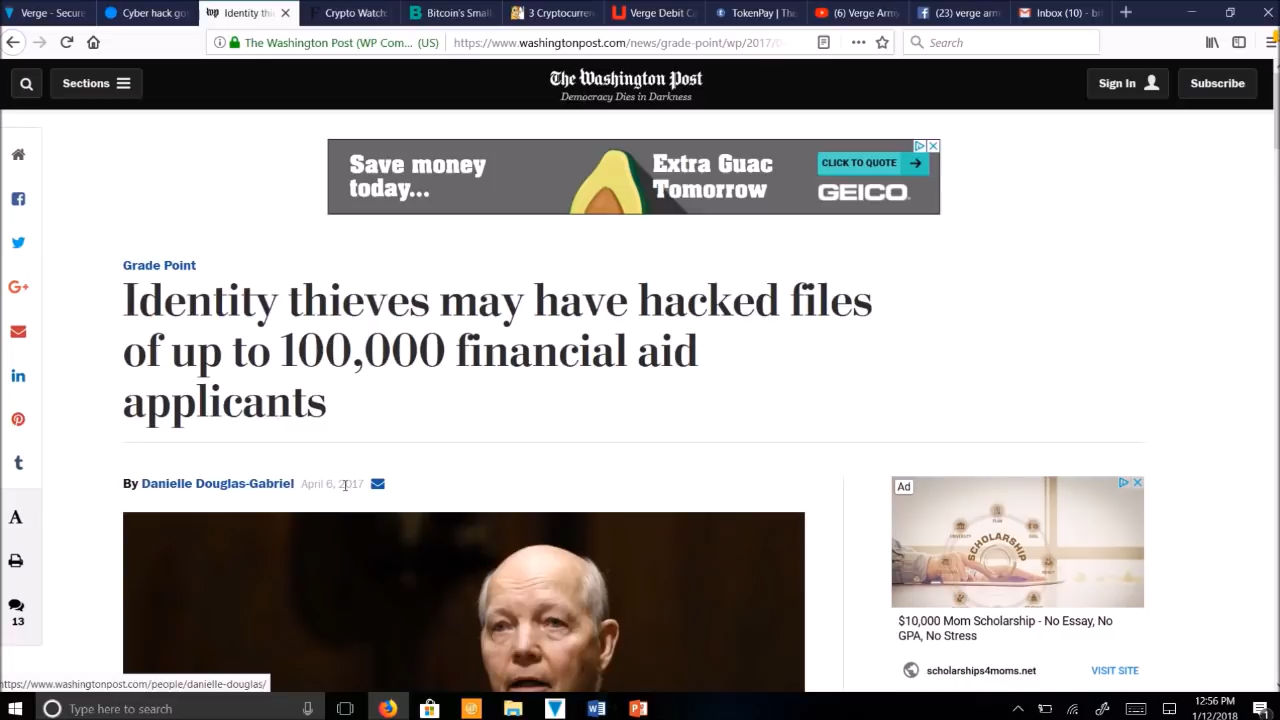 Verge - Secure
Cyber hack go
Identity thi
Crypto Watch
Bitcoin's Smal
3 Cryptocurren
Verge Debit Ca
TokenPay | The
(6) Verge Arm
(23) verge arm
Inbox (10) - bri
The Washington Post (WP Com... (US)
https://www.washingtonpost.com/news/grade-point/wp/2017/0
Search
Sections
The Washington Post
Democracy Dies in Darkness
Sign In
Subscribe
Save money
today...
Extra Guac
Tomorrow
CLICK TO QUOTE
GEICO
Grade Point
Identity thieves may have hacked files
of up to 100,000 financial aid
applicants
By Danielle Douglas-Gabriel April 6, 2017
G+
in
t
A
13
Ad
SCHOLARSHIP
$10,000 Mom Scholarship - No Essay, No
GPA, No Stress
scholarships4moms.net
VISIT SITE
https://www.washingtonpost.com/people/danielle-douglas/
Type here to search
12:56 PM
1/12/2018